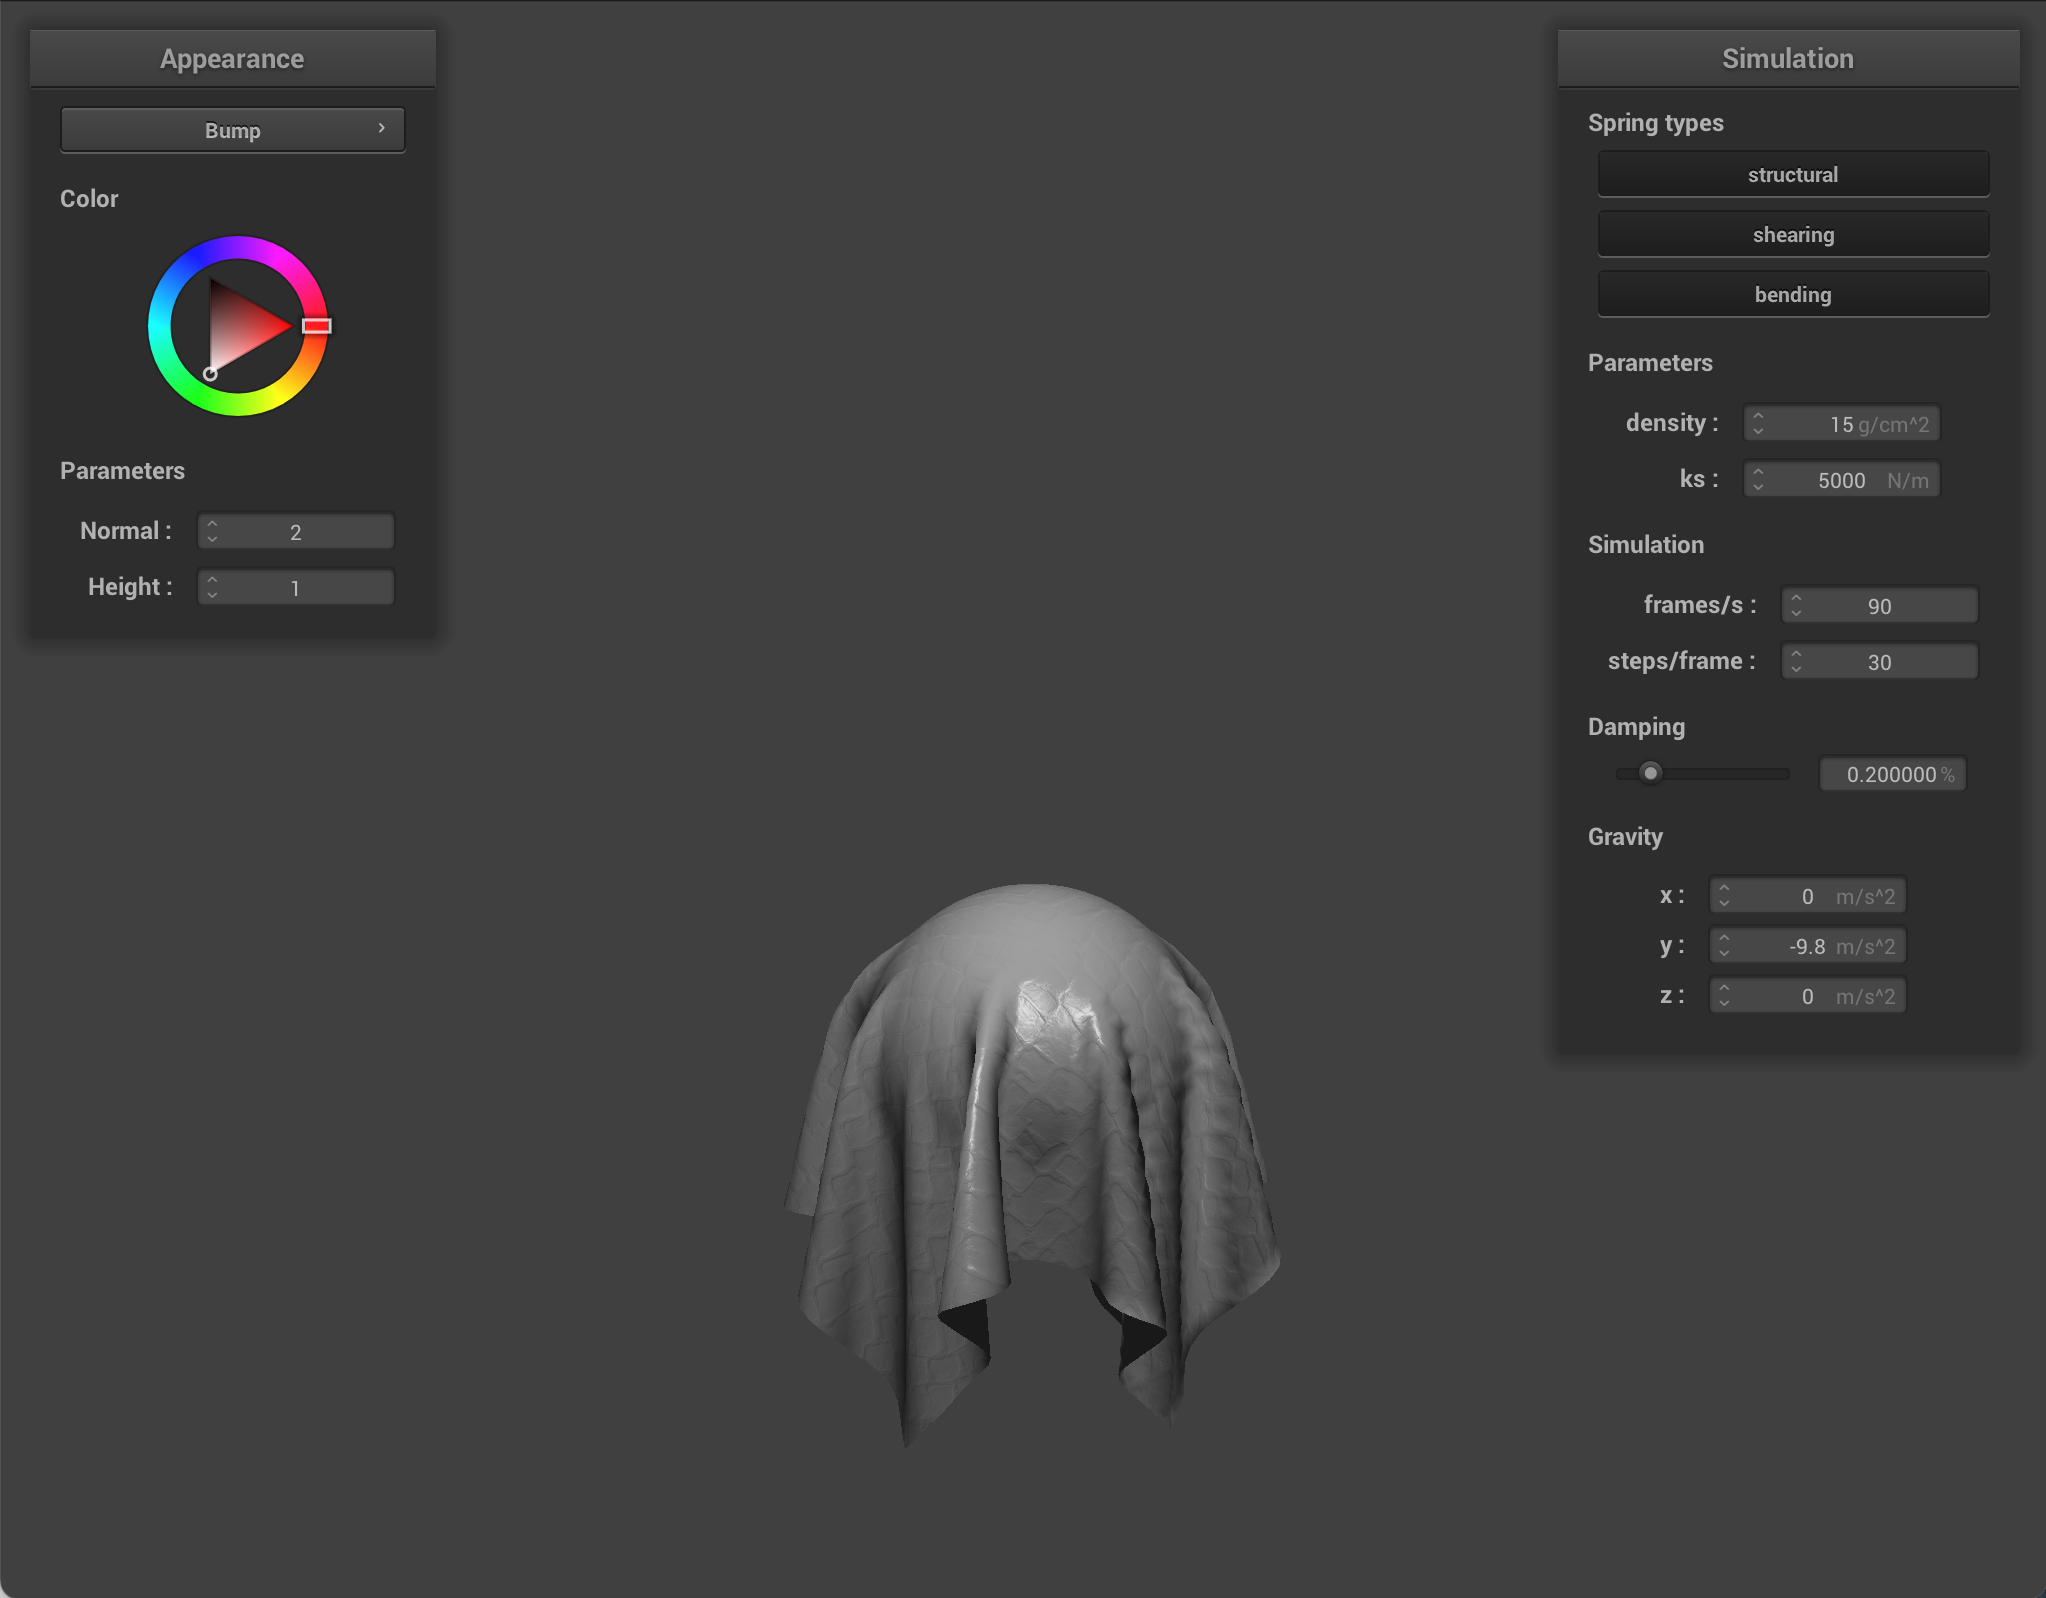 Appearance
Bump
Color
Parameters
Normal : 2
Height : 1
Simulation
Spring types
structural
shearing
bending
Parameters
density : 15 g/cm^2
ks : 5000 N/m
Simulation
frames/s : 90
steps/frame : 30
Damping
0.200000 %
Gravity
x : 0 m/s^2
y : -9.8 m/s^2
z : 0 m/s^2